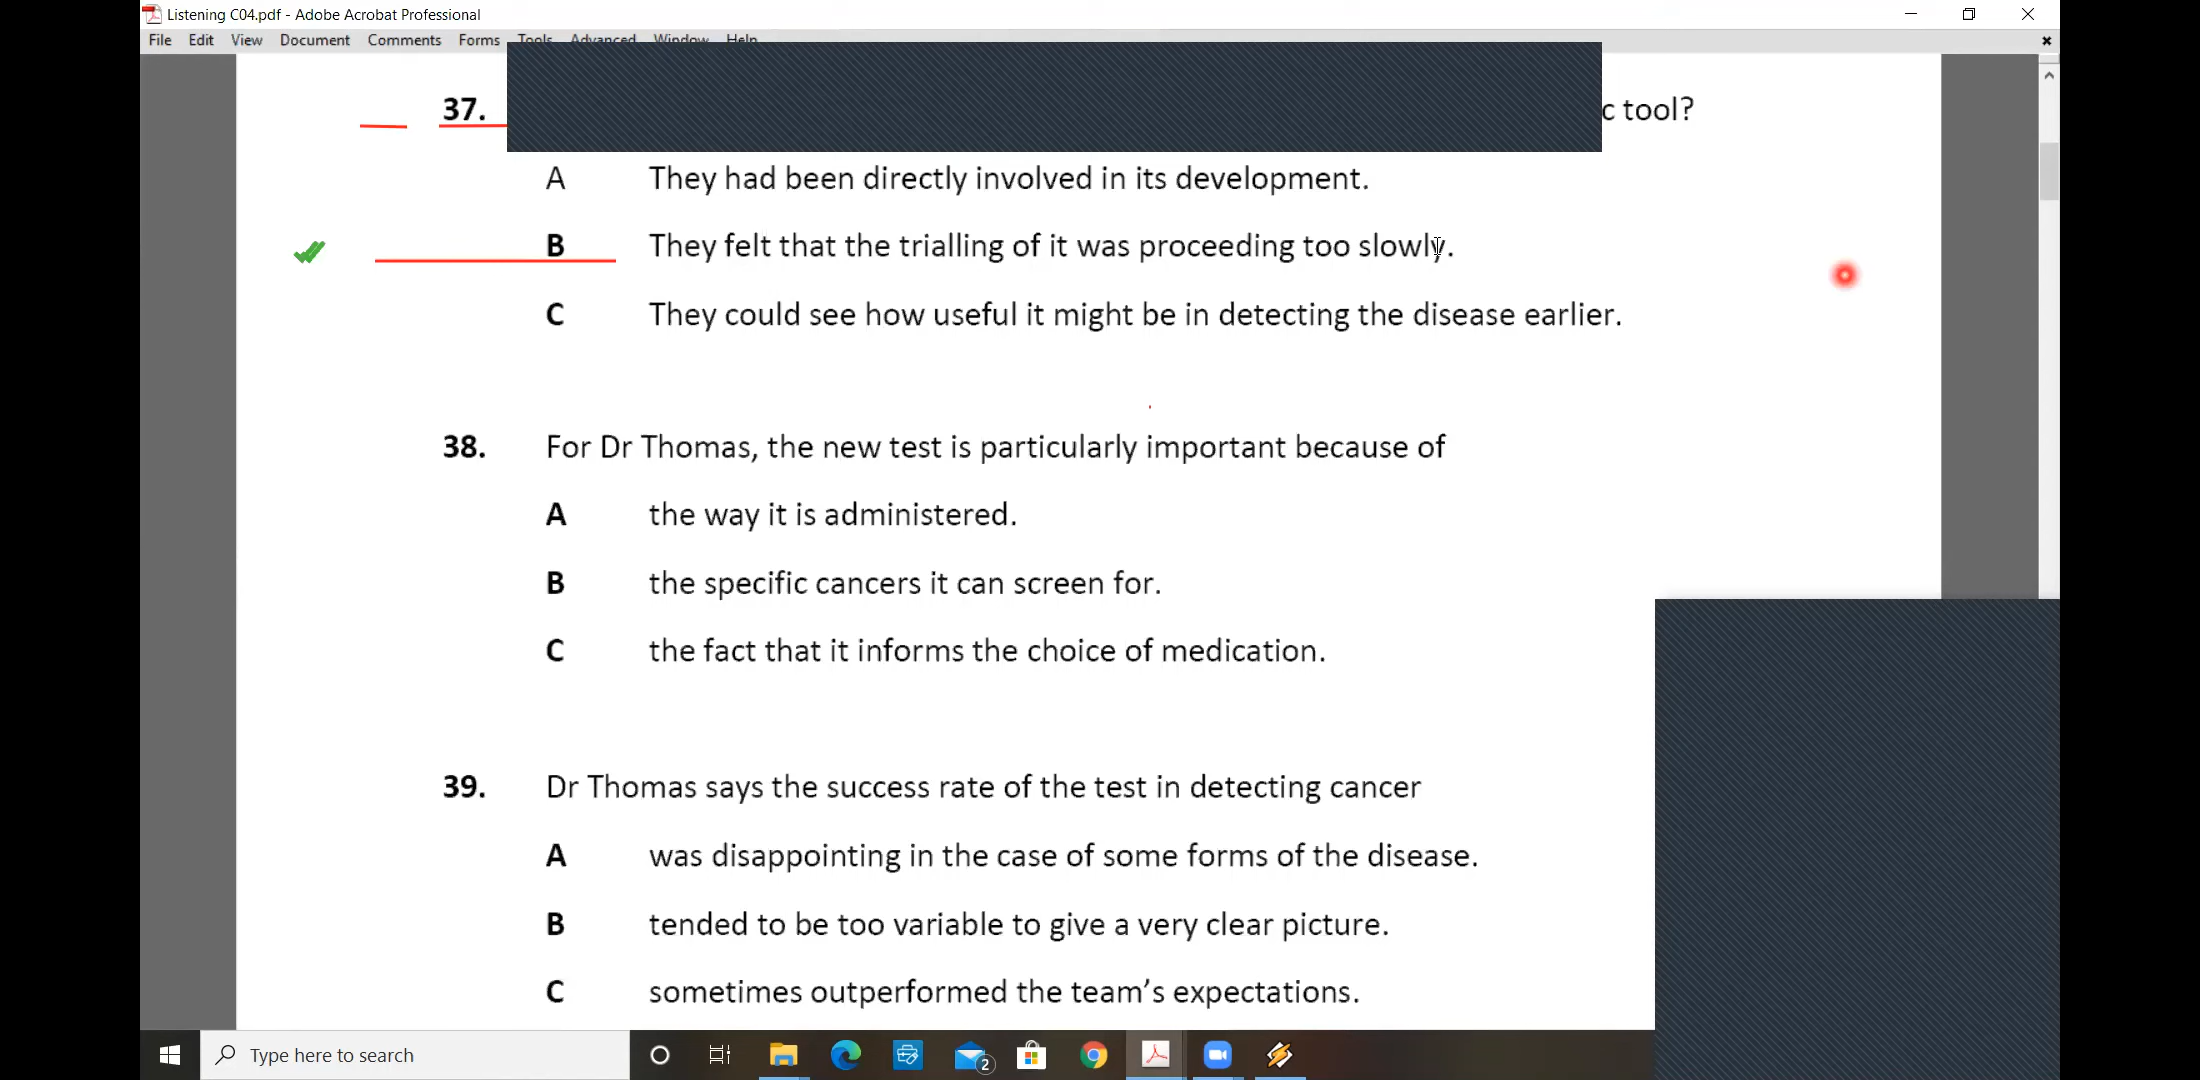 Listening C04.pdf - Adobe Acrobat Professional
File Edit View Document Comments Forms Tools Advanced Window Help
37. c tool?
A They had been directly involved in its development.
B They felt that the trialling of it was proceeding too slowly.
C They could see how useful it might be in detecting the disease earlier.
38. For Dr Thomas, the new test is particularly important because of
A the way it is administered.
B the specific cancers it can screen for.
C the fact that it informs the choice of medication.
39. Dr Thomas says the success rate of the test in detecting cancer
A was disappointing in the case of some forms of the disease.
B tended to be too variable to give a very clear picture.
C sometimes outperformed the team's expectations.
Type here to search
2